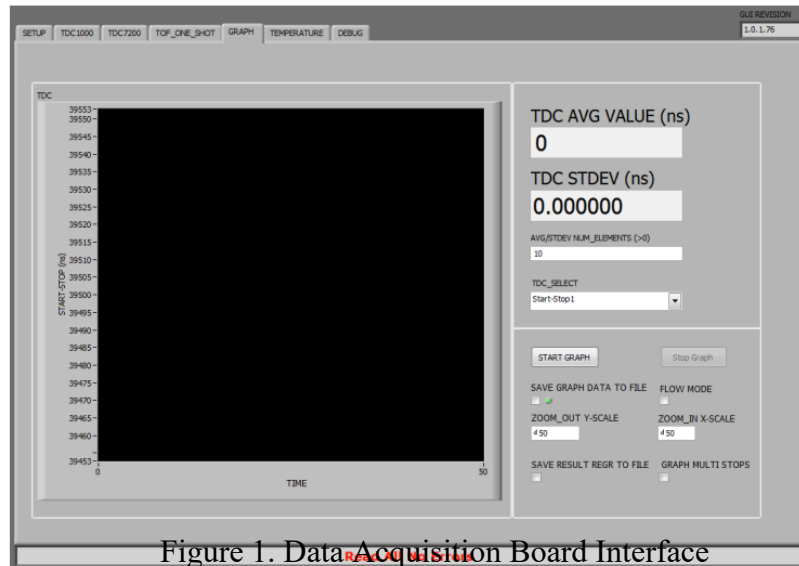 GUI REVISION
1.0.1.76
SETUP TDC1000 TDC7200 TOF_ONE_SHOT GRAPH TEMPERATURE DEBUG
TDC
39553
39550
39545
39540
39535
39530
39525
39520
39515
39510
39505
39500
39495
39490
39485
39480
39475
39470
39465
39460
39453
START-STOP (ns)
0 50
TIME
TDC AVG VALUE (ns)
0
TDC STDEV (ns)
0.000000
AVG/STDEV NUM_ELEMENTS (>0)
10
TDC_SELECT
Start-Stop1
START GRAPH Stop Graph
SAVE GRAPH DATA TO FILE FLOW MODE
ZOOM_OUT Y-SCALE ZOOM_IN X-SCALE
d 50 d 50
SAVE RESULT REGR TO FILE GRAPH MULTI STOPS
Read All No Errors
Figure 1. Data Acquisition Board Interface